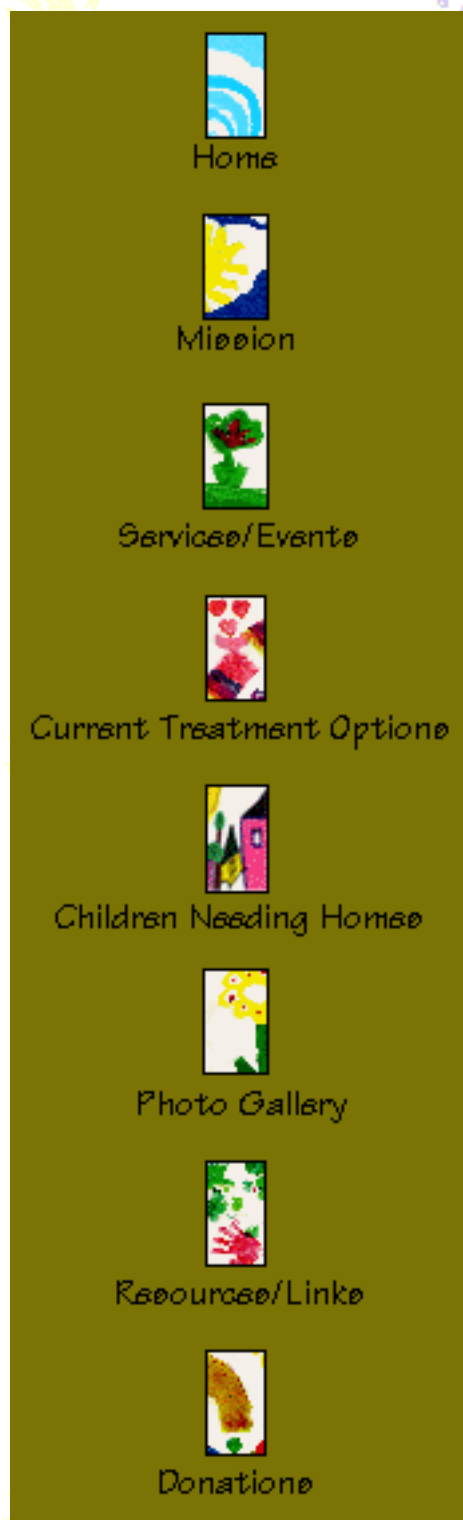 Home
Mission
Services/Events
Current Treatment Options
Children Needing Homes
Photo Gallery
Resources/Links
Donations